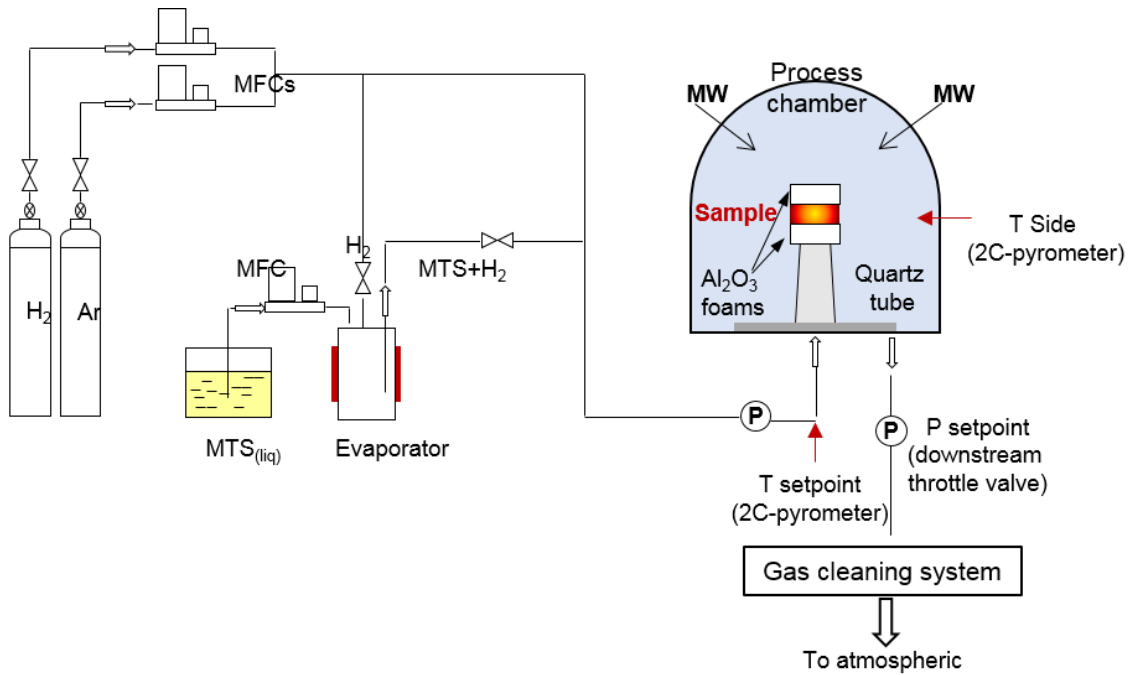 MFCs
H₂
Ar
MFC
H₂
MTS+H₂
MTS(liq)
Evaporator
Process
chamber
MW
MW
Sample
Al₂O₃
foams
Quartz
tube
T Side
(2C-pyrometer)
P
P
T setpoint
(2C-pyrometer)
P setpoint
(downstream
throttle valve)
Gas cleaning system
To atmospheric